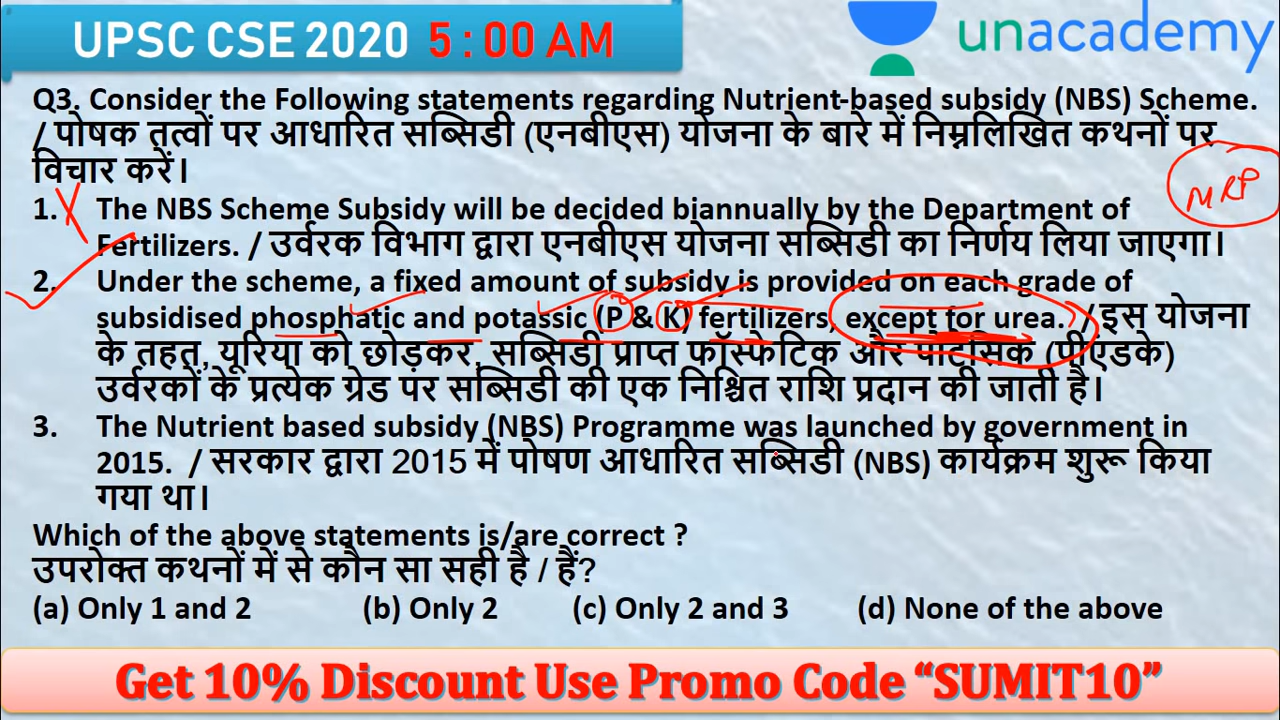 UPSC CSE 2020 5 : 00 AM
unacademy
Q3. Consider the Following statements regarding Nutrient-based subsidy (NBS) Scheme.
/ पोषक तत्वों पर आधारित सब्सिडी (एनबीएस) योजना के बारे में निम्नलिखित कथनों पर
विचार करें।
MRP
1. The NBS Scheme Subsidy will be decided biannually by the Department of
Fertilizers. / उर्वरक विभाग द्वारा एनबीएस योजना सब्सिडी का निर्णय लिया जाएगा।
2. Under the scheme, a fixed amount of subsidy is provided on each grade of
subsidised phosphatic and potassic (P & K) fertilizers, except for urea. / इस योजना
के तहत, यूरिया को छोड़कर, सब्सिडी प्राप्त फॉस्फेटिक और पोटेसिक (पीएंडके)
उर्वरकों के प्रत्येक ग्रेड पर सब्सिडी की एक निश्चित राशि प्रदान की जाती है।
3. The Nutrient based subsidy (NBS) Programme was launched by government in
2015. / सरकार द्वारा 2015 में पोषण आधारित सब्सिडी (NBS) कार्यक्रम शुरू किया
गया था।
Which of the above statements is/are correct ?
उपरोक्त कथनों में से कौन सा सही है / हैं?
(a) Only 1 and 2 (b) Only 2 (c) Only 2 and 3 (d) None of the above
Get 10% Discount Use Promo Code “SUMIT10”